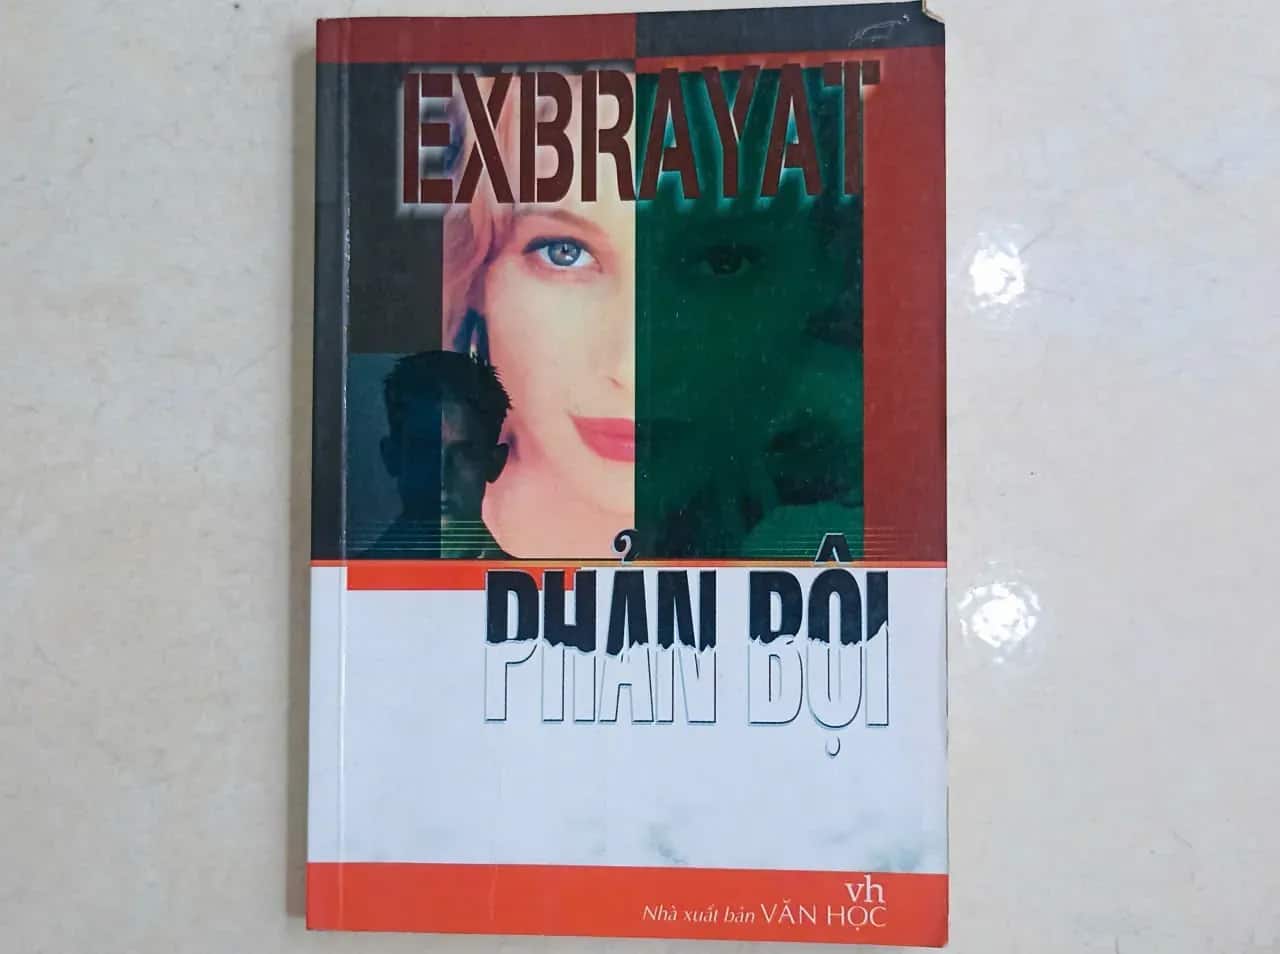 EXBRAYAT
PHẢN BỘI
vh
Nhà xuất bản VĂN HỌC